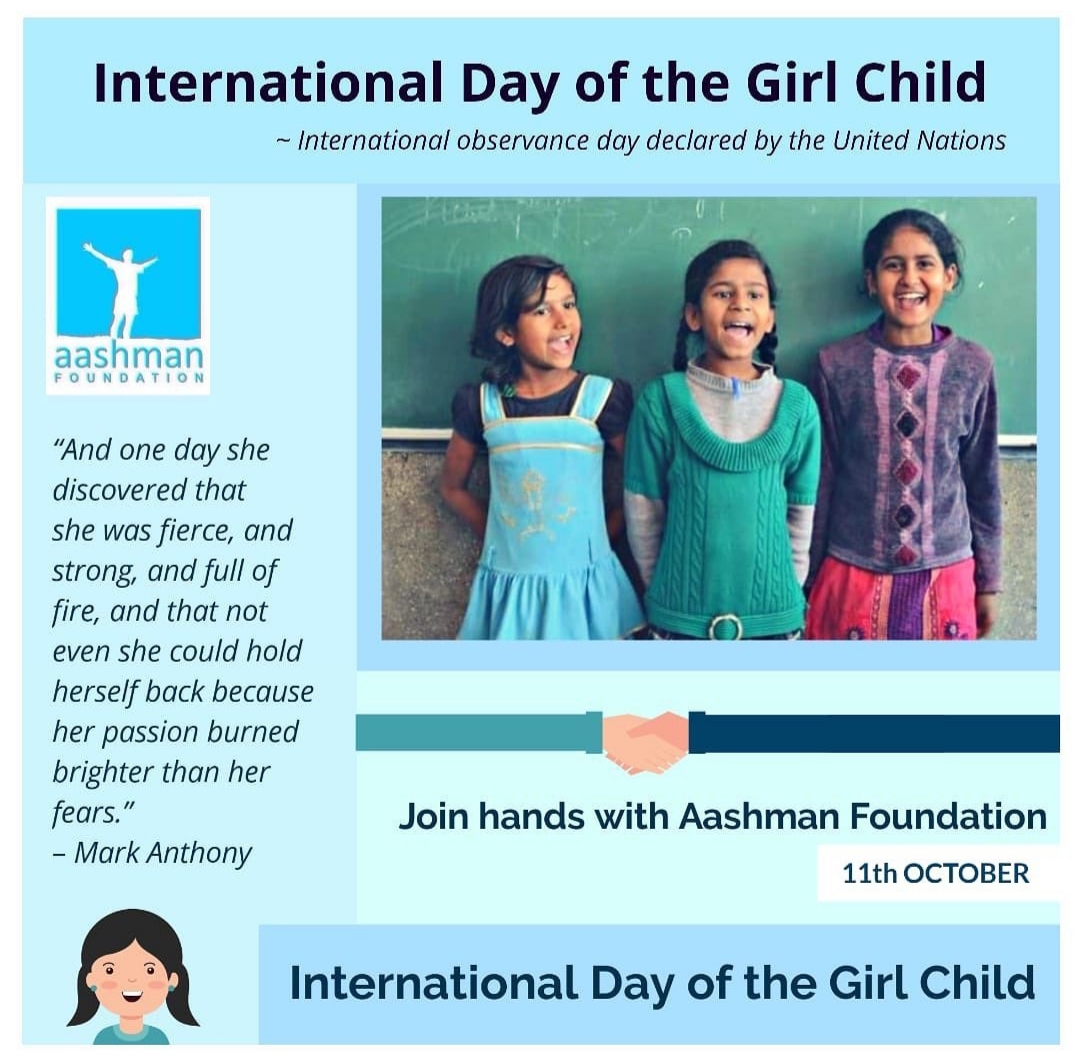 International Day of the Girl Child
~ International observance day declared by the United Nations
aashman
FOUNDATION
“And one day she
discovered that
she was fierce, and
strong, and full of
fire, and that not
even she could hold
herself back because
her passion burned
brighter than her
fears.”
– Mark Anthony
Join hands with Aashman Foundation
11th OCTOBER
International Day of the Girl Child